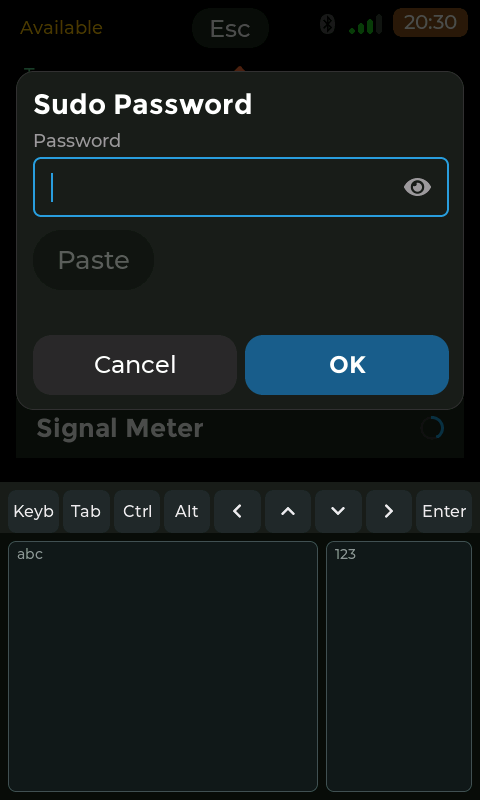 Available
Esc
20:30
Sudo Password
Password
Paste
Cancel
OK
Signal Meter
Keyb
Tab
Ctrl
Alt
Enter
abc
123